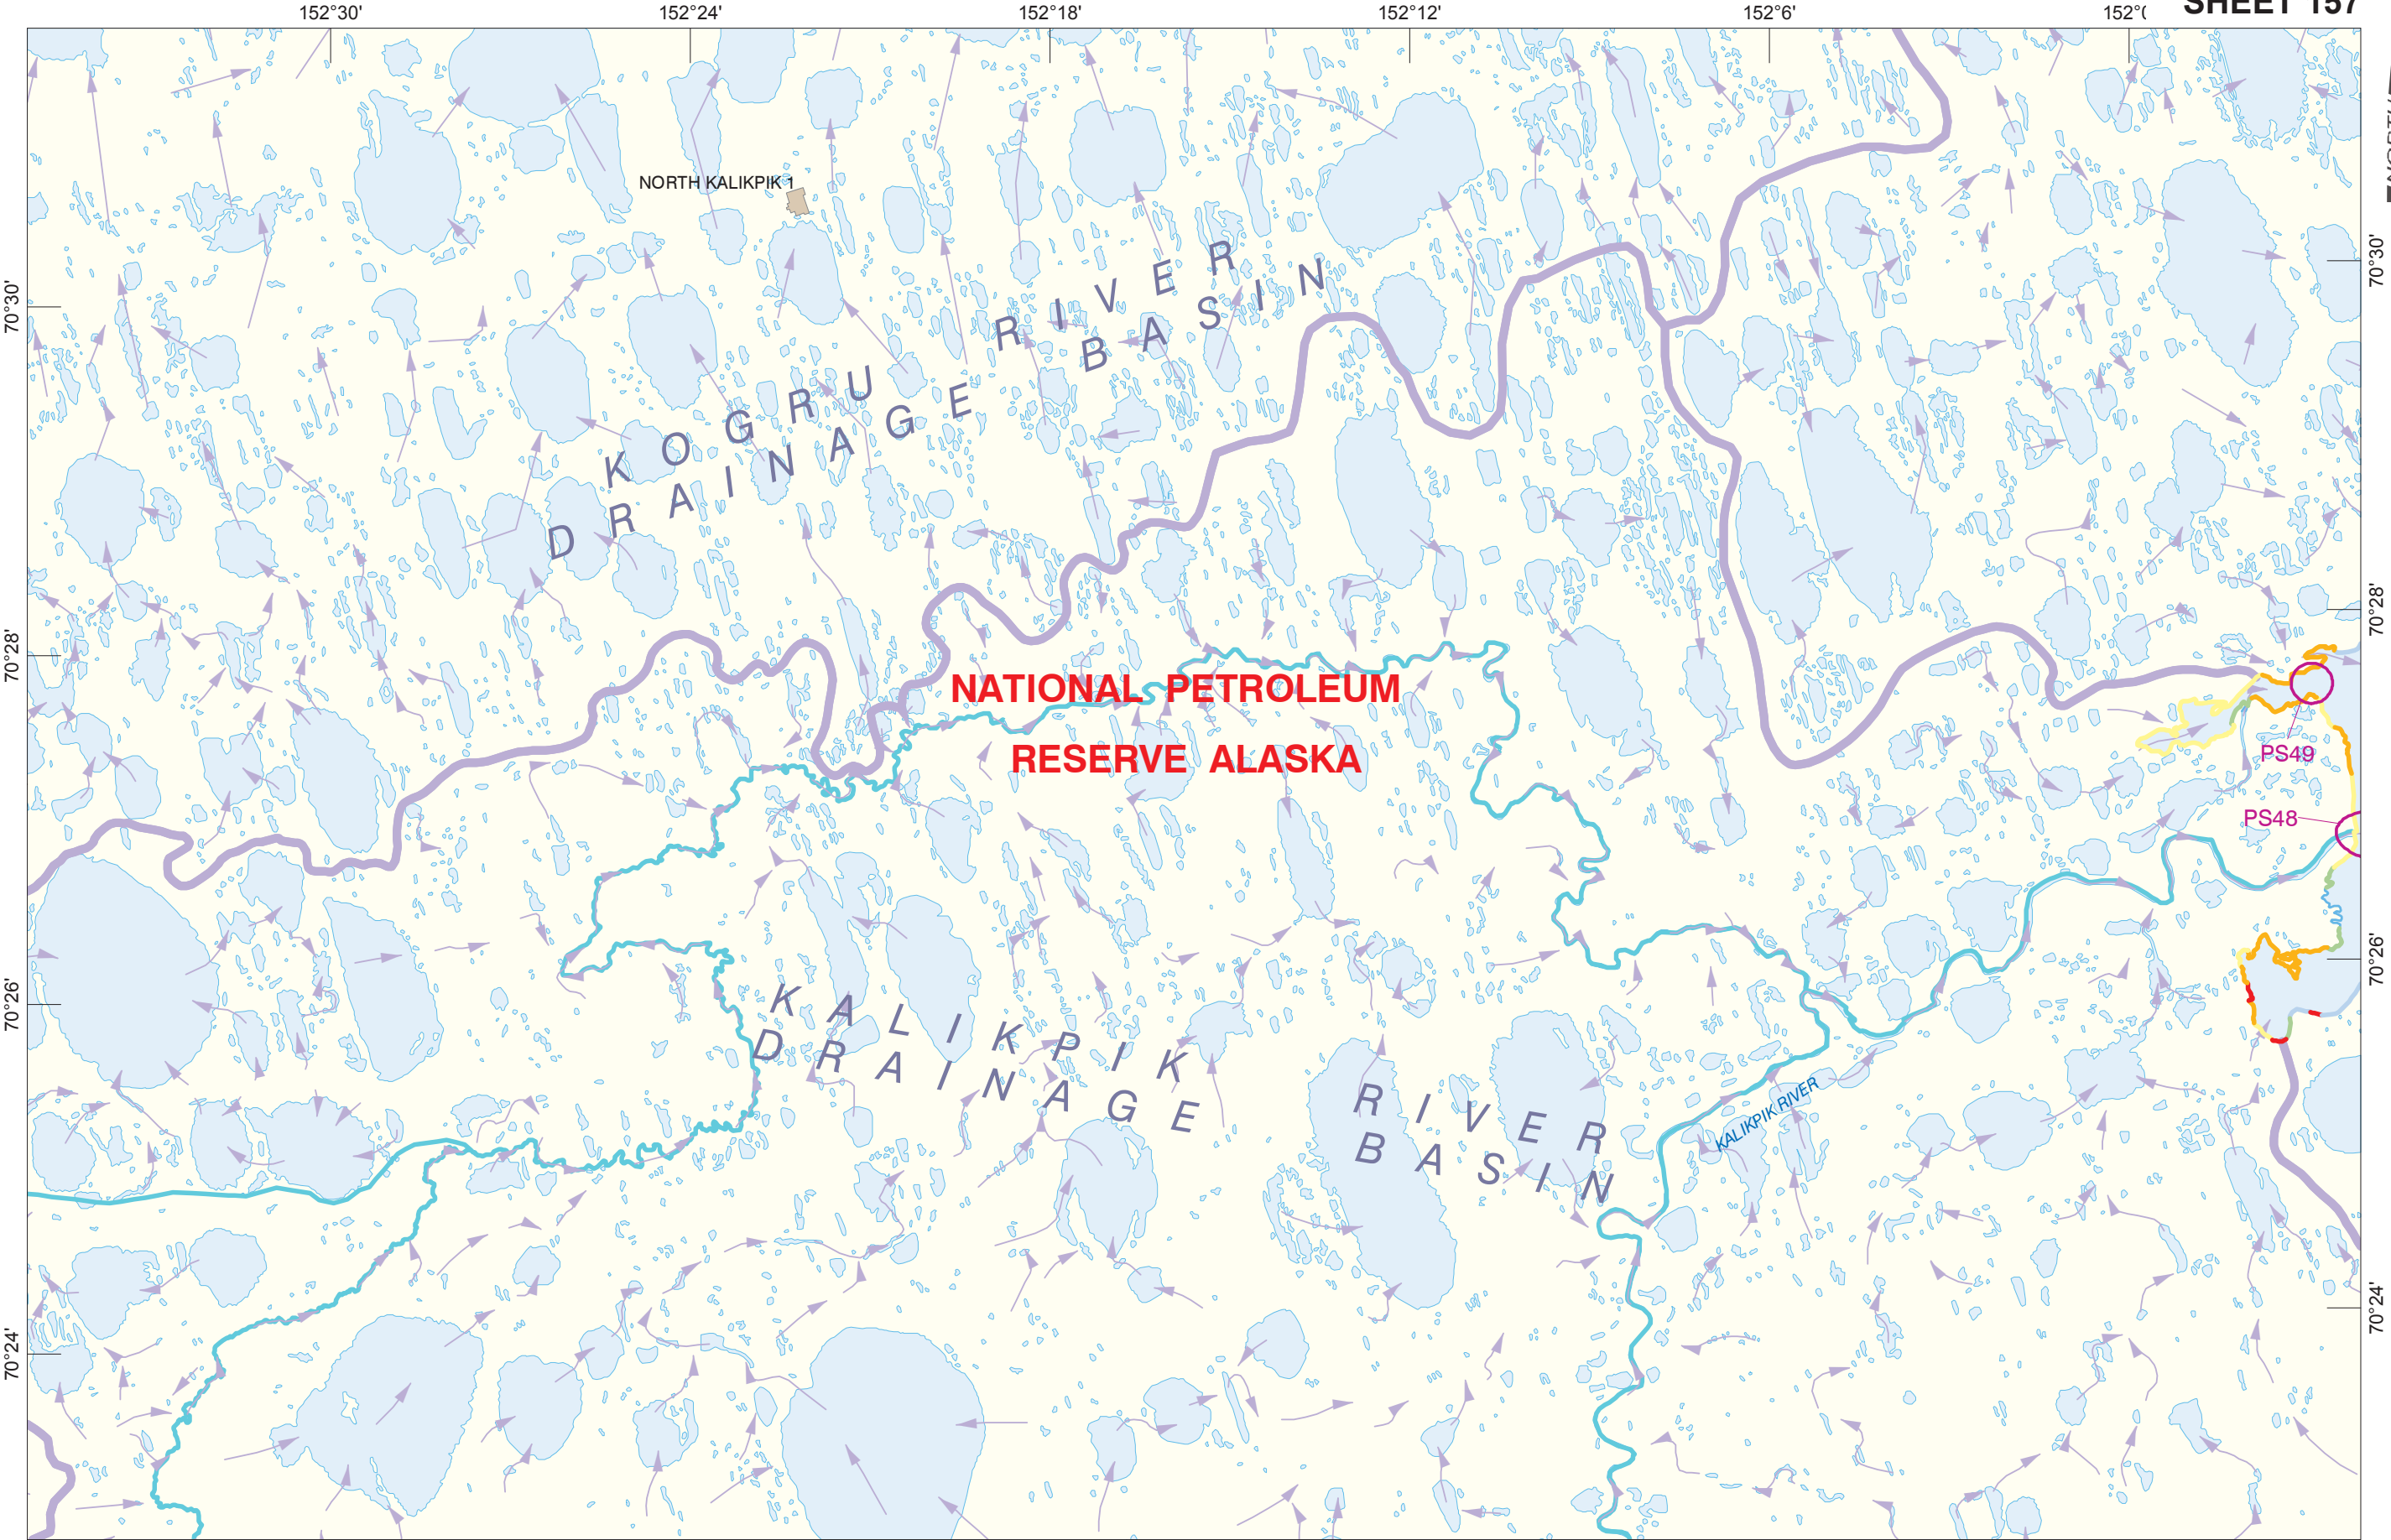 SHEET 157
152°30'
152°24'
152°18'
152°12'
152°6'
NORTH KALIKPIK 1
70°30'
70°30'
KOGRU RIVER
DRAINAGE BASIN
70°28'
70°28'
NATIONAL PETROLEUM
RESERVE ALASKA
PS49
PS48
70°26'
70°26'
KALIKPIK RIVER
DRAINAGE BASIN
KALIKPIK RIVER
70°24'
70°24'